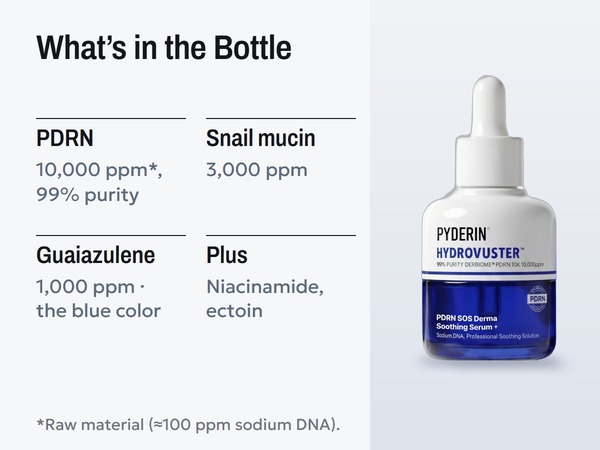 What's in the Bottle
PDRN
10,000 ppm*,
99% purity
Snail mucin
3,000 ppm
Guaiazulene
1,000 ppm ·
the blue color
Plus
Niacinamide,
ectoin
*Raw material (≈100 ppm sodium DNA).
PYDERIN
HYDROVUSTER™
99% PURITY DERBIOME® PDRN 10K 10,000ppm
PDRN
PDRN SOS Derma
Soothing Serum +
Sodium DNA, Professional Soothing Solution